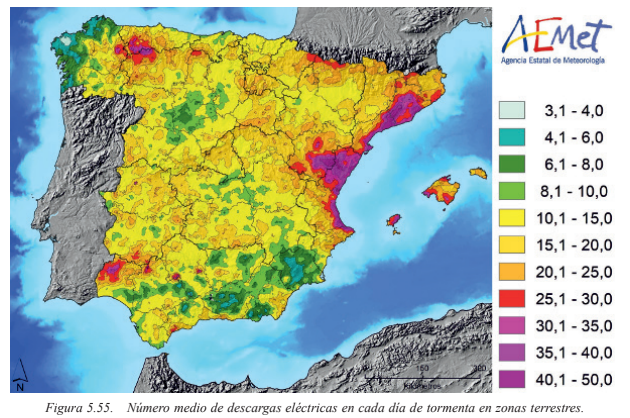 AEMet
Agencia Estatal de Meteorología
3,1 - 4,0
4,1 - 6,0
6,1 - 8,0
8,1 - 10,0
10,1 - 15,0
15,1 - 20,0
20,1 - 25,0
25,1 - 30,0
30,1 - 35,0
35,1 - 40,0
40,1 - 50,0
N
150
300
Figura 5.55. Número medio de descargas eléctricas en cada día de tormenta en zonas terrestres.